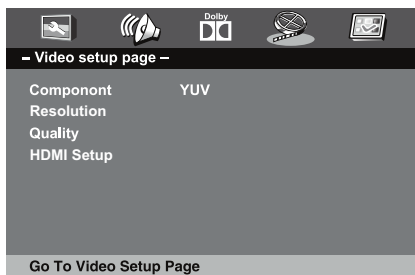 Dolby
– Video setup page –
Componont YUV
Resolution
Quality
HDMI Setup
Go To Video Setup Page